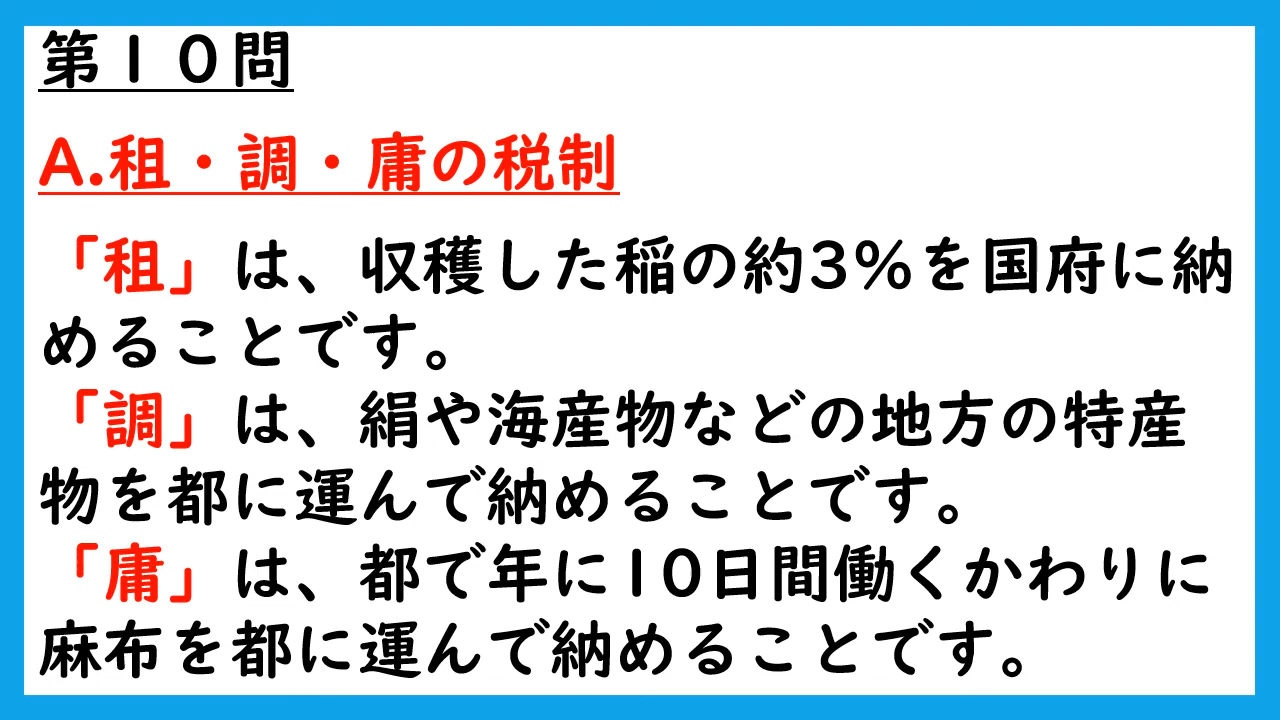 第１０問
A.租・調・庸の税制
「租」は、収穫した稲の約3%を国府に納
めることです。
「調」は、絹や海産物などの地方の特産
物を都に運んで納めることです。
「庸」は、都で年に10日間働くかわりに
麻布を都に運んで納めることです。